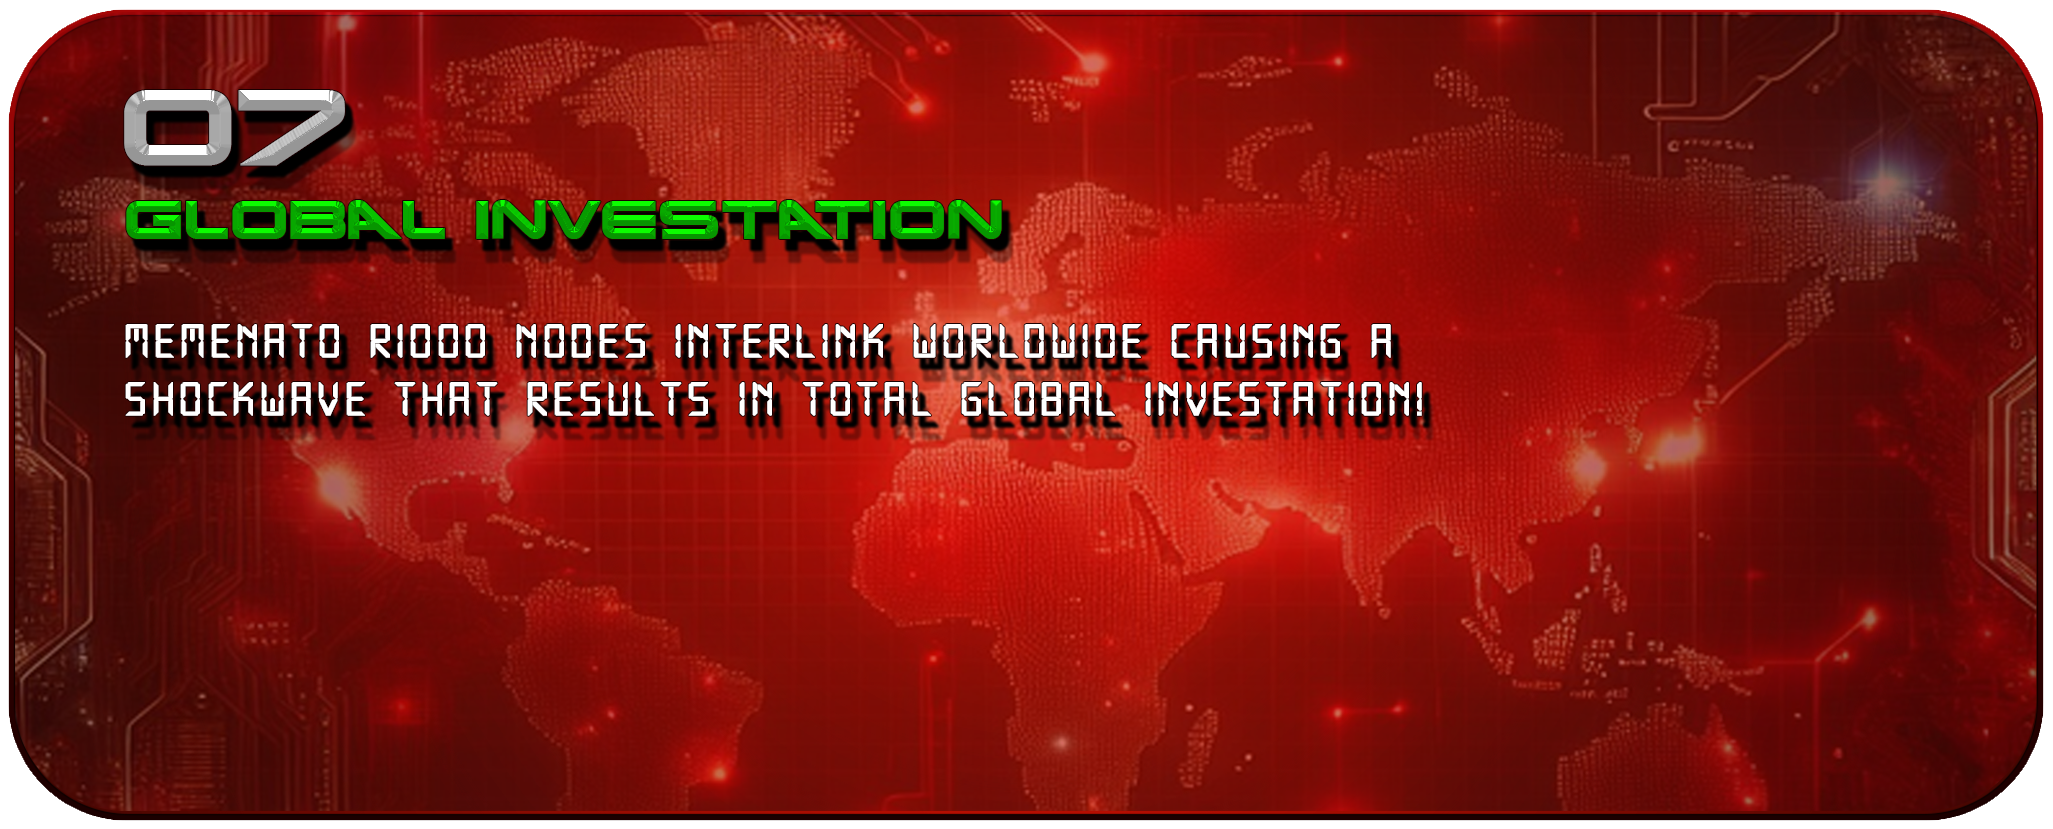 07
GLOBAL INVESTATION
MEMENATO R1000 NODES INTERLINK WORLDWIDE CAUSING A
SHOCKWAVE THAT RESULTS IN TOTAL GLOBAL INVESTATION!